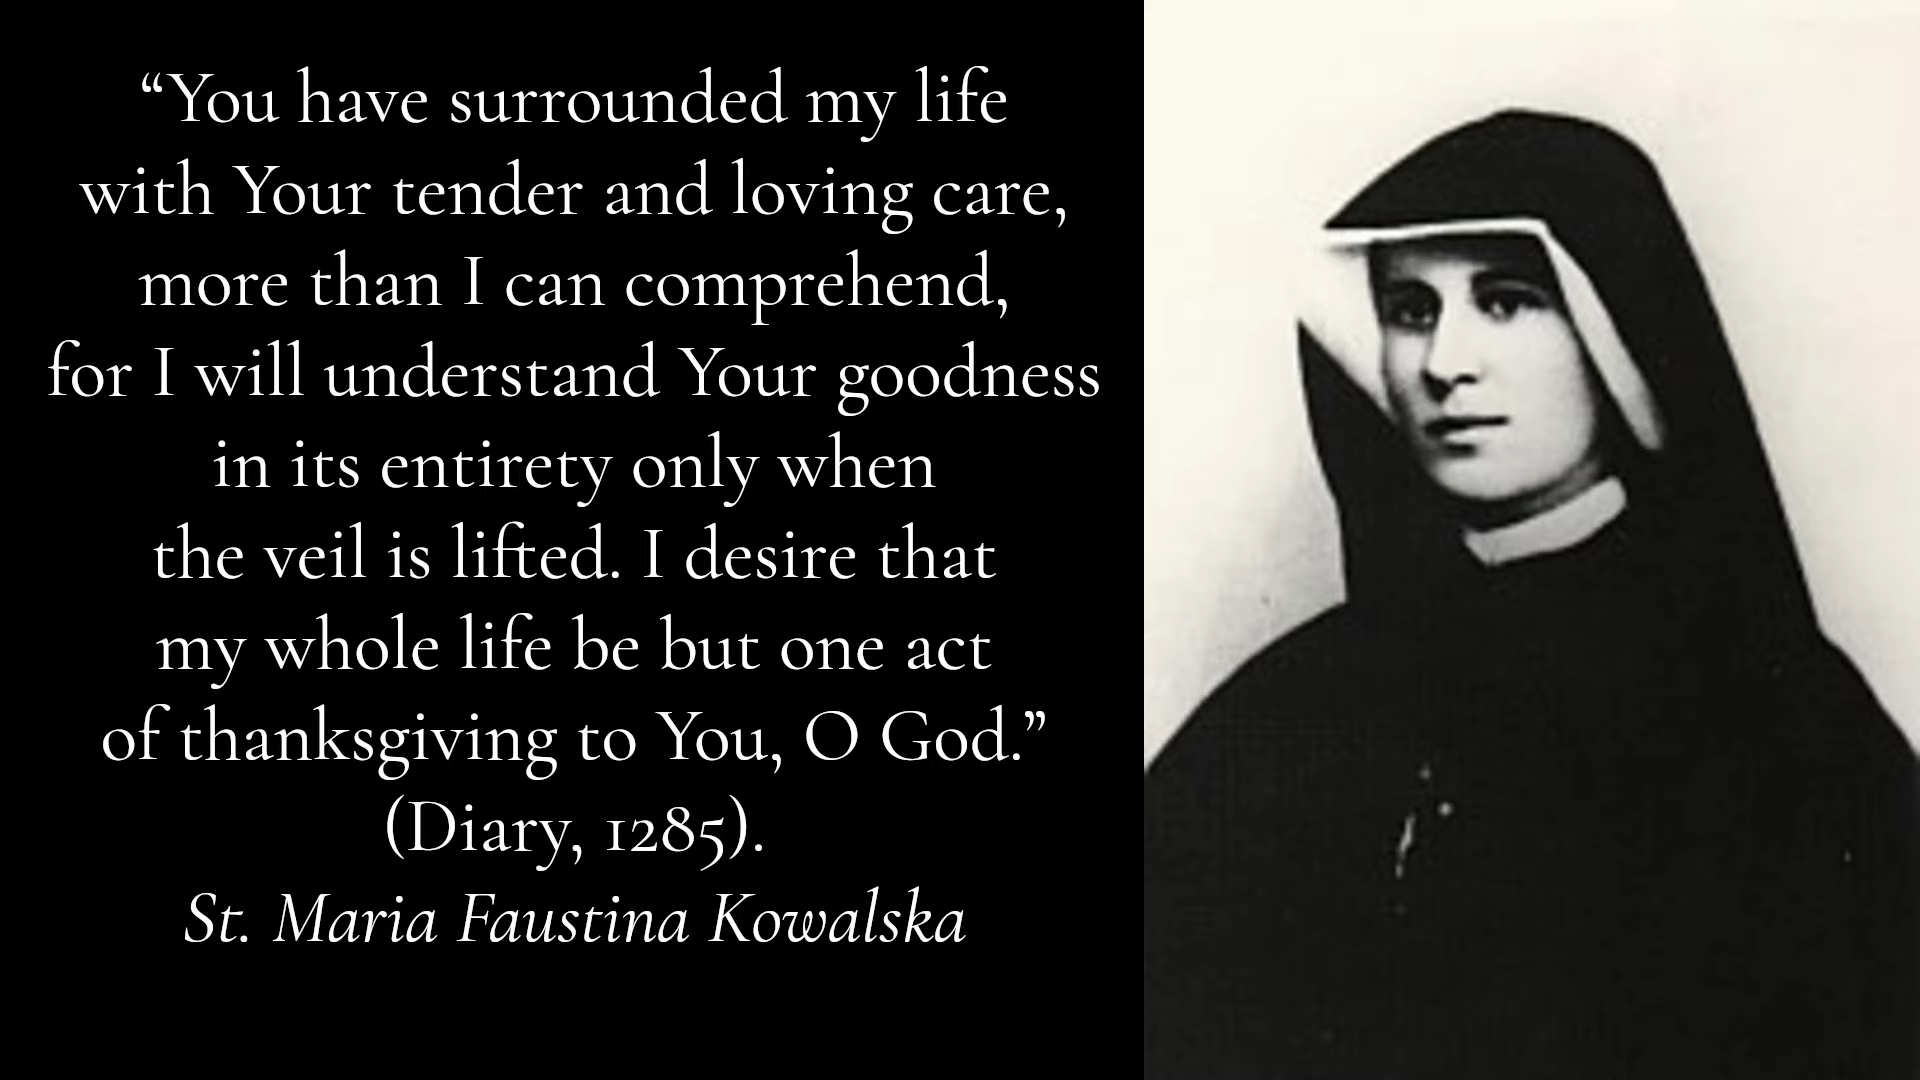 “You have surrounded my life
with Your tender and loving care,
more than I can comprehend,
for I will understand Your goodness
in its entirety only when
the veil is lifted. I desire that
my whole life be but one act
of thanksgiving to You, O God.”
(Diary, 1285).
St. Maria Faustina Kowalska